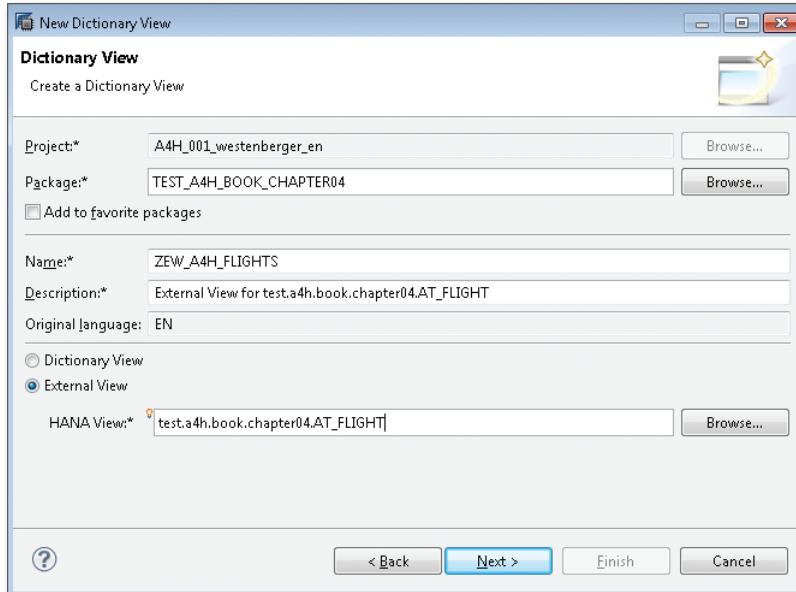 New Dictionary View
Dictionary View
Create a Dictionary View
Project:* A4H_001_westenberger_en Browse...
Package:* TEST_A4H_BOOK_CHAPTER04 Browse...
Add to favorite packages
Name:* ZEW_A4H_FLIGHTS
Description:* External View for test.a4h.book.chapter04.AT_FLIGHT
Original language: EN
Dictionary View
External View
HANA View:* test.a4h.book.chapter04.AT_FLIGHT Browse...
? < Back Next > Finish Cancel